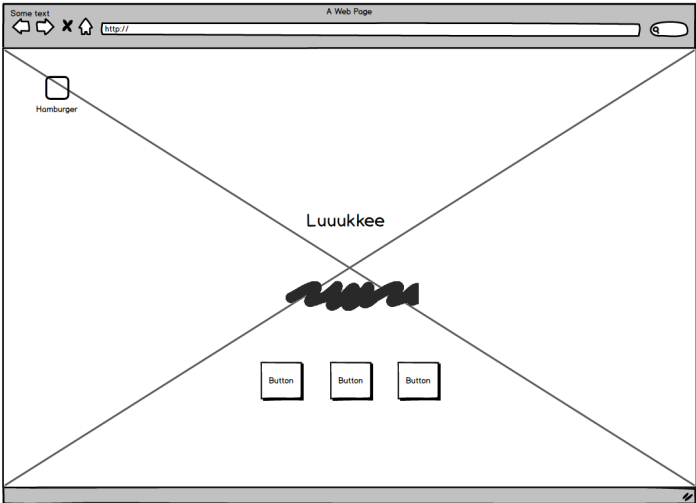 Some text
A Web Page
http://
Hamburger
Luuukkee
Button
Button
Button